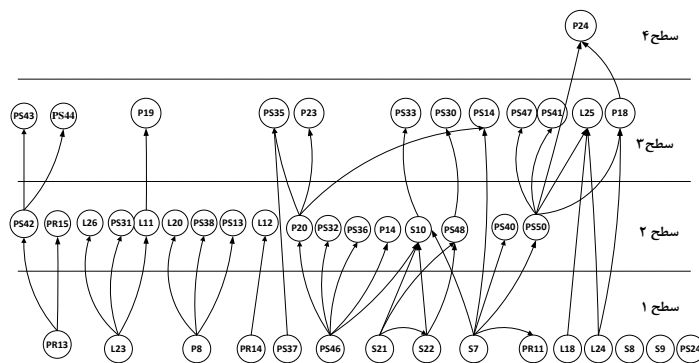 P24
سطح ۴
PS43 PS44 P19 PS35 P23 PS33 PS30 PS14 PS47 PS41 L25 P18
سطح ۳
PS42 PR15 L26 PS31 L11 L20 PS38 PS13 L12 P20 PS32 PS36 P14 S10 PS48 PS40 PS50
سطح ۲
سطح ۱
PR13 L23 P8 PR14 PS37 PS46 S21 S22 S7 PR11 L18 L24 S8 S9 PS24